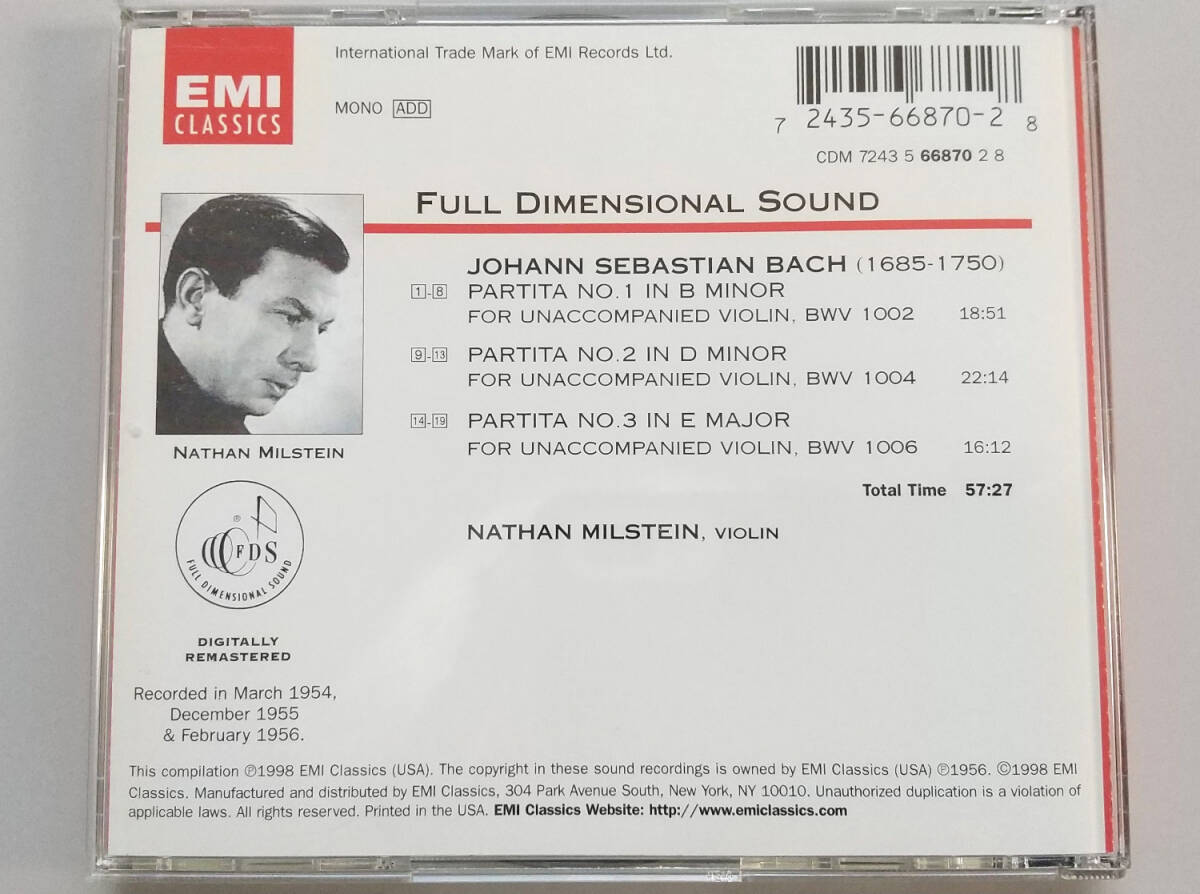 EMI
CLASSICS
International Trade Mark of EMI Records Ltd.
MONO ADD
7 2435-66870-2 8
CDM 7243 5 66870 2 8
FULL DIMENSIONAL SOUND
JOHANN SEBASTIAN BACH (1685-1750)
1-8 PARTITA NO.1 IN B MINOR
FOR UNACCOMPANIED VIOLIN, BWV 1002 18:51
9-13 PARTITA NO.2 IN D MINOR
FOR UNACCOMPANIED VIOLIN, BWV 1004 22:14
14-19 PARTITA NO.3 IN E MAJOR
FOR UNACCOMPANIED VIOLIN, BWV 1006 16:12
Total Time 57:27
NATHAN MILSTEIN, VIOLIN
NATHAN MILSTEIN
® FDS
FULL DIMENSIONAL SOUND
DIGITALLY
REMASTERED
Recorded in March 1954,
December 1955
& February 1956.
This compilation ℗1998 EMI Classics (USA). The copyright in these sound recordings is owned by EMI Classics (USA) ℗1956. ©1998 EMI
Classics. Manufactured and distributed by EMI Classics, 304 Park Avenue South, New York, NY 10010. Unauthorized duplication is a violation of
applicable laws. All rights reserved. Printed in the USA. EMI Classics Website: http://www.emiclassics.com